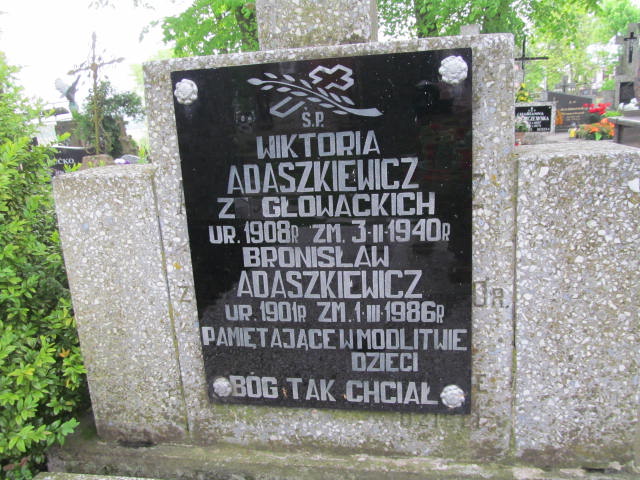 Ś.P.
WIKTORIA
ADASZKIEWICZ
Z GŁOWACKICH
UR. 1908R ZM. 3·II·1940R
BRONISŁAW
ADASZKIEWICZ
UR. 1901R ZM. 1·III·1986R
PAMIĘTAJĄCE W MODLITWIE
DZIECI
BÓG TAK CHCIAŁ